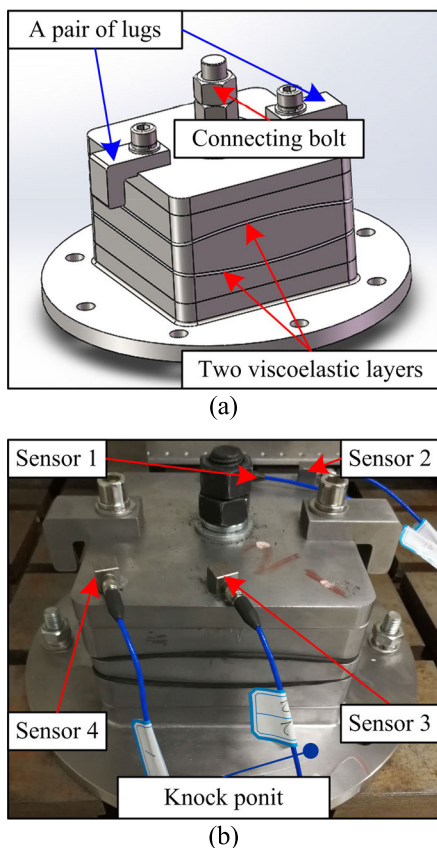 A pair of lugs
Connecting bolt
Two viscoelastic layers
(a)
Sensor 1
Sensor 2
Sensor 4
Sensor 3
Knock ponit
(b)